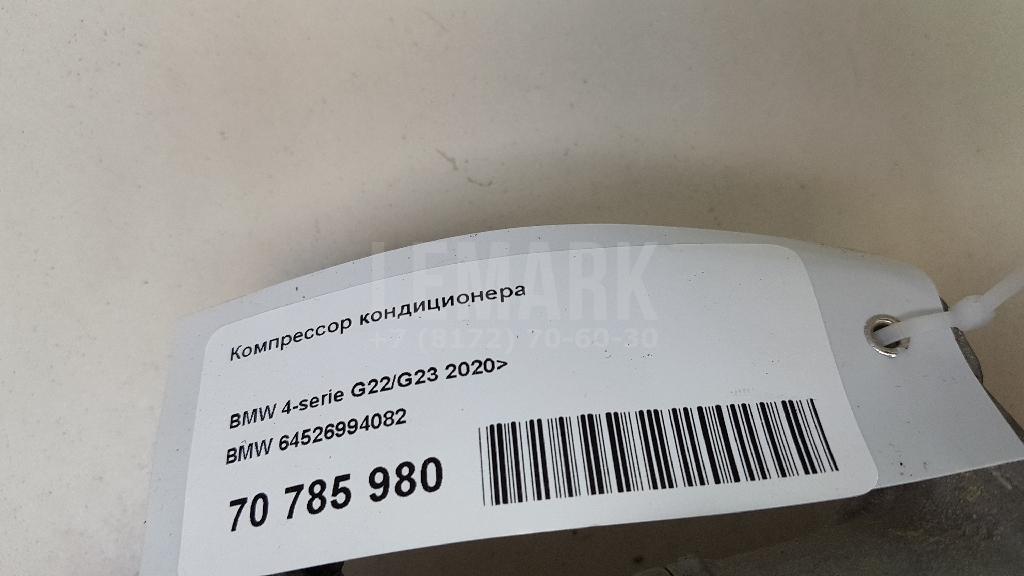 LEMARK
+7 (8172) 70-60-30
Компрессор кондиционера
BMW 4-serie G22/G23 2020>
BMW 64526994082
70 785 980